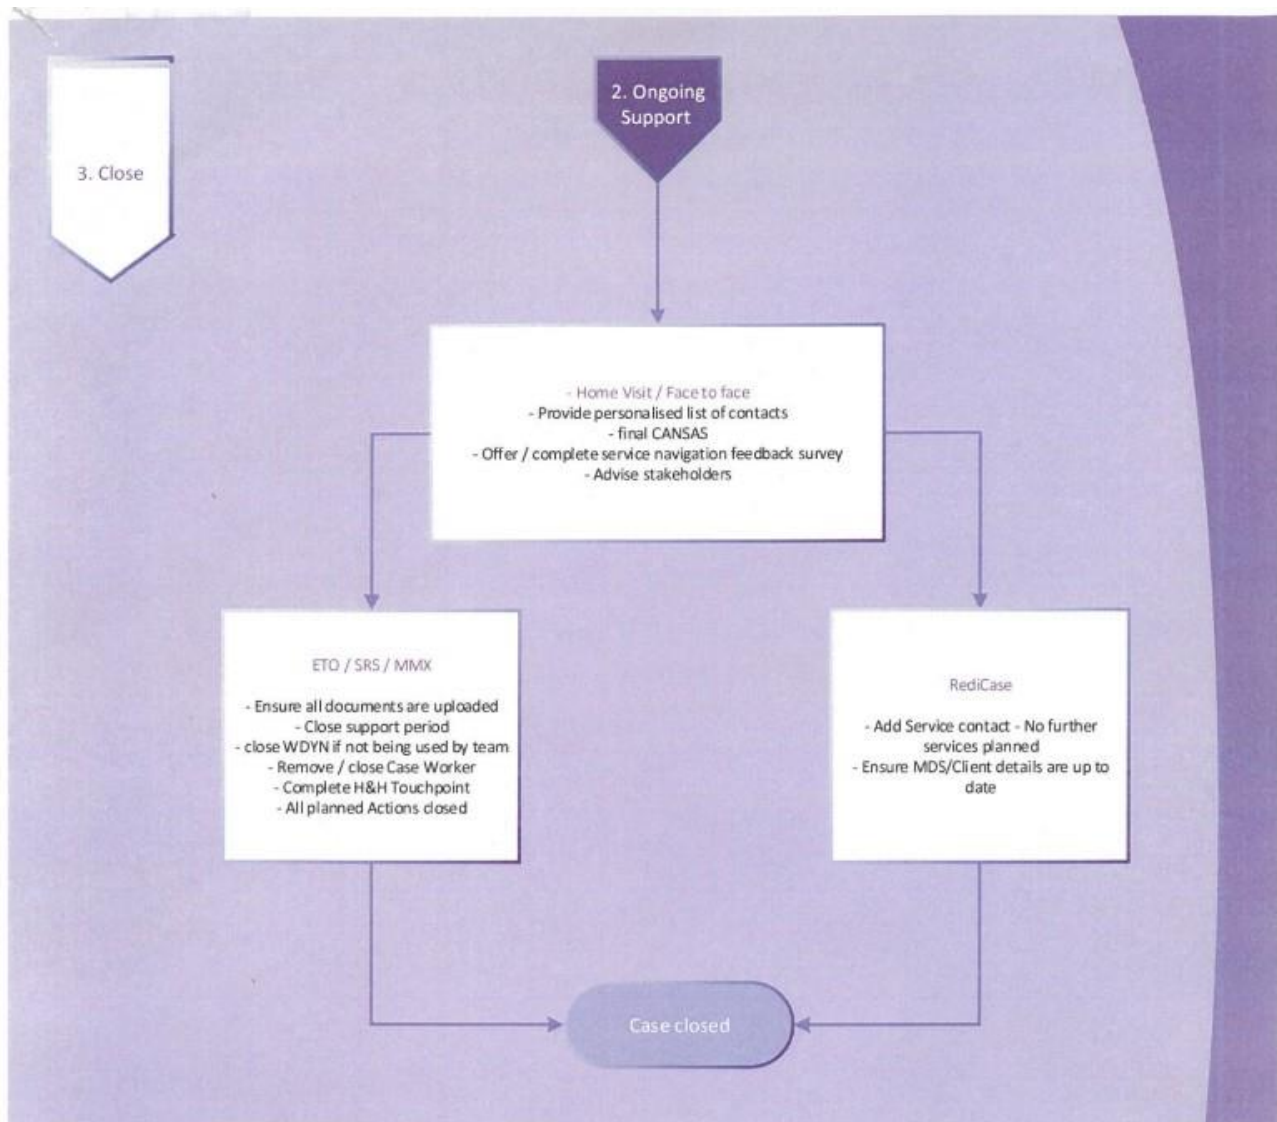 3. Close
2. Ongoing
Support
- Home Visit / Face to face
- Provide personalised list of contacts
- final CANSAS
- Offer / complete service navigation feedback survey
- Advise stakeholders
ETO / SRS / MMX
- Ensure all documents are uploaded
- Close support period
- close WDYN if not being used by team
- Remove / close Case Worker
- Complete H&H Touchpoint
- All planned Actions closed
RediCase
- Add Service contact - No further
services planned
- Ensure MDS/Client details are up to
date
Case closed